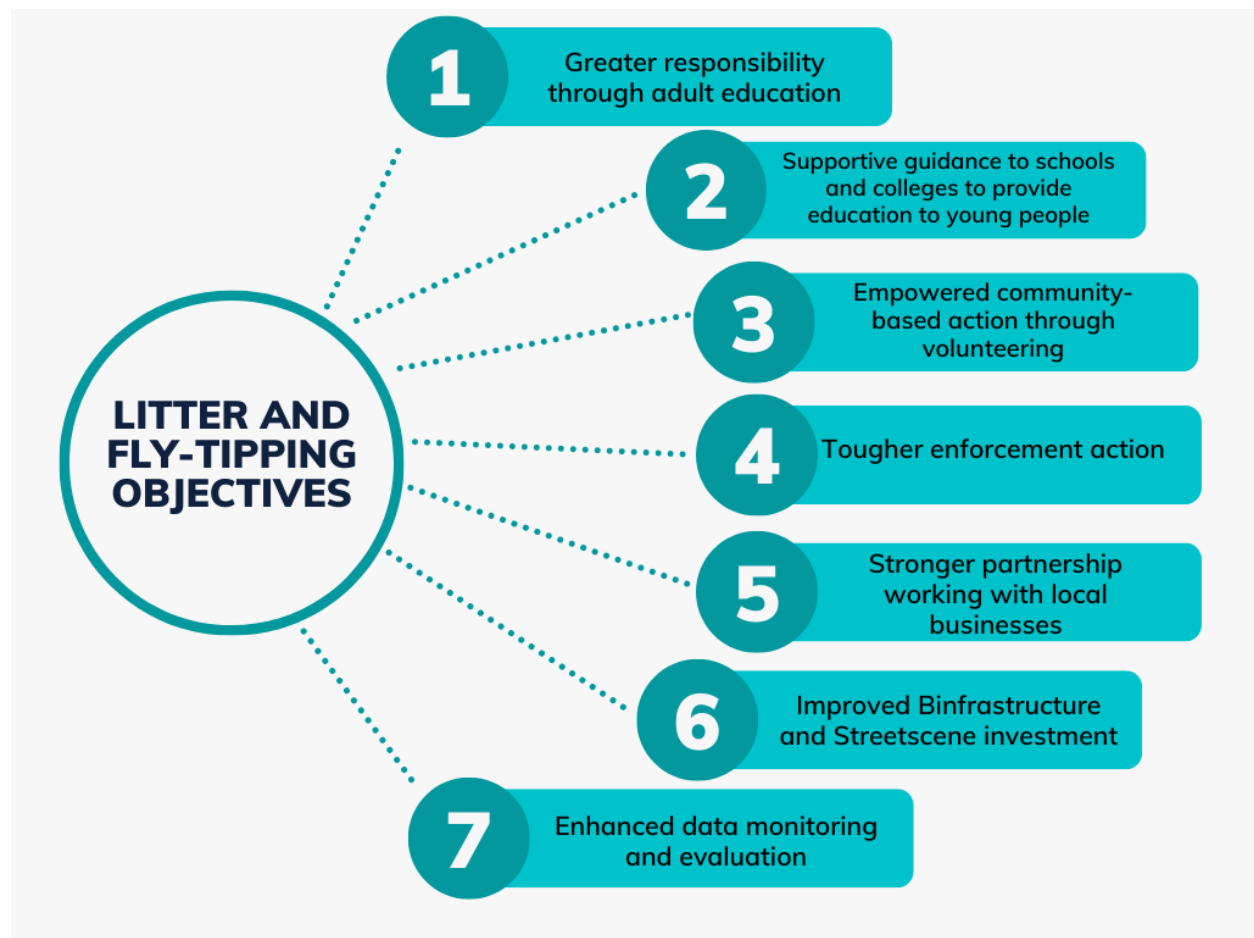 1
Greater responsibility
through adult education
2
Supportive guidance to schools
and colleges to provide
education to young people
3
Empowered community-
based action through
volunteering
LITTER AND
FLY-TIPPING
OBJECTIVES
4
Tougher enforcement action
5
Stronger partnership
working with local
businesses
6
Improved Binfrastructure
and Streetscene investment
7
Enhanced data monitoring
and evaluation